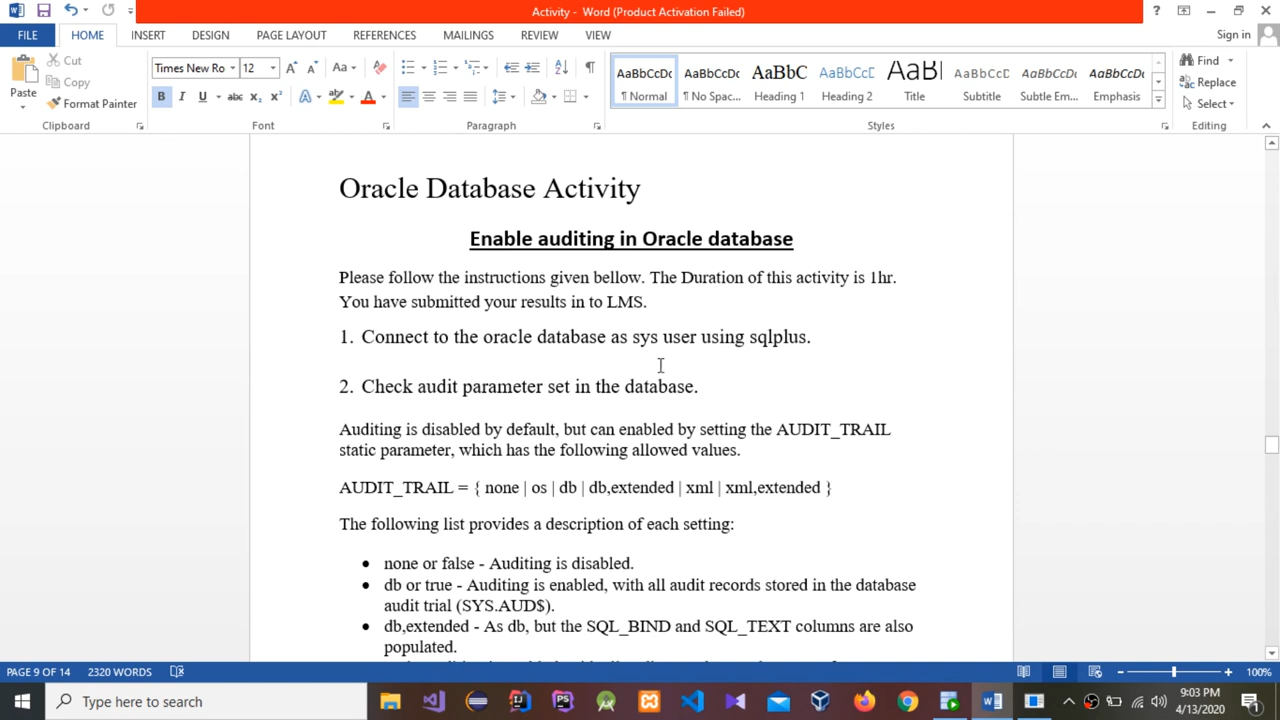 Activity - Word (Product Activation Failed)
FILE HOME INSERT DESIGN PAGE LAYOUT REFERENCES MAILINGS REVIEW VIEW Sign in
Paste
Cut
Copy
Format Painter
Clipboard
Times New Ro 12
Font
Paragraph
AaBbCcDc AaBbCcDc AaBbC AaBbCcD AaBl AaBbCcD AaBbCcDc AaBbCcDc
¶ Normal ¶ No Spac... Heading 1 Heading 2 Title Subtitle Subtle Em... Emphasis
Styles
Find
Replace
Select
Editing
Oracle Database Activity
Enable auditing in Oracle database
Please follow the instructions given bellow. The Duration of this activity is 1hr.
You have submitted your results in to LMS.
1. Connect to the oracle database as sys user using sqlplus.
2. Check audit parameter set in the database.
Auditing is disabled by default, but can enabled by setting the AUDIT_TRAIL
static parameter, which has the following allowed values.
AUDIT_TRAIL = { none | os | db | db,extended | xml | xml,extended }
The following list provides a description of each setting:
• none or false - Auditing is disabled.
• db or true - Auditing is enabled, with all audit records stored in the database
audit trial (SYS.AUD$).
• db,extended - As db, but the SQL_BIND and SQL_TEXT columns are also
populated.
PAGE 9 OF 14 2320 WORDS 100%
Type here to search
9:03 PM
4/13/2020